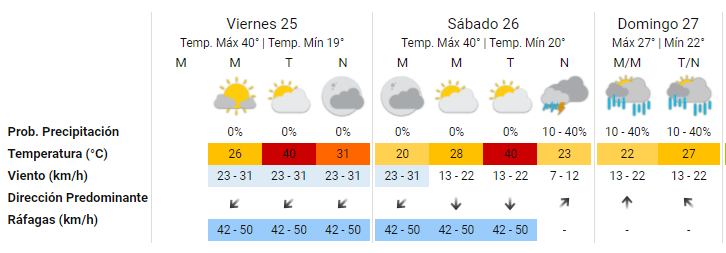 Viernes 25 Sábado 26 Domingo 27
Temp. Máx 40° | Temp. Mín 19° Temp. Máx 40° | Temp. Mín 20° Máx 27° | Mín 22°
M M T N M M T N M/M T/N
Prob. Precipitación 0% 0% 0% 0% 0% 0% 10 - 40% 10 - 40% 10 - 40%
Temperatura (°C) 26 40 31 20 28 40 23 22 27
Viento (km/h) 23 - 31 23 - 31 23 - 31 23 - 31 13 - 22 13 - 22 7 - 12 13 - 22 13 - 22
Dirección Predominante
Ráfagas (km/h) 42 - 50 42 - 50 42 - 50 42 - 50 42 - 50 42 - 50 - - -